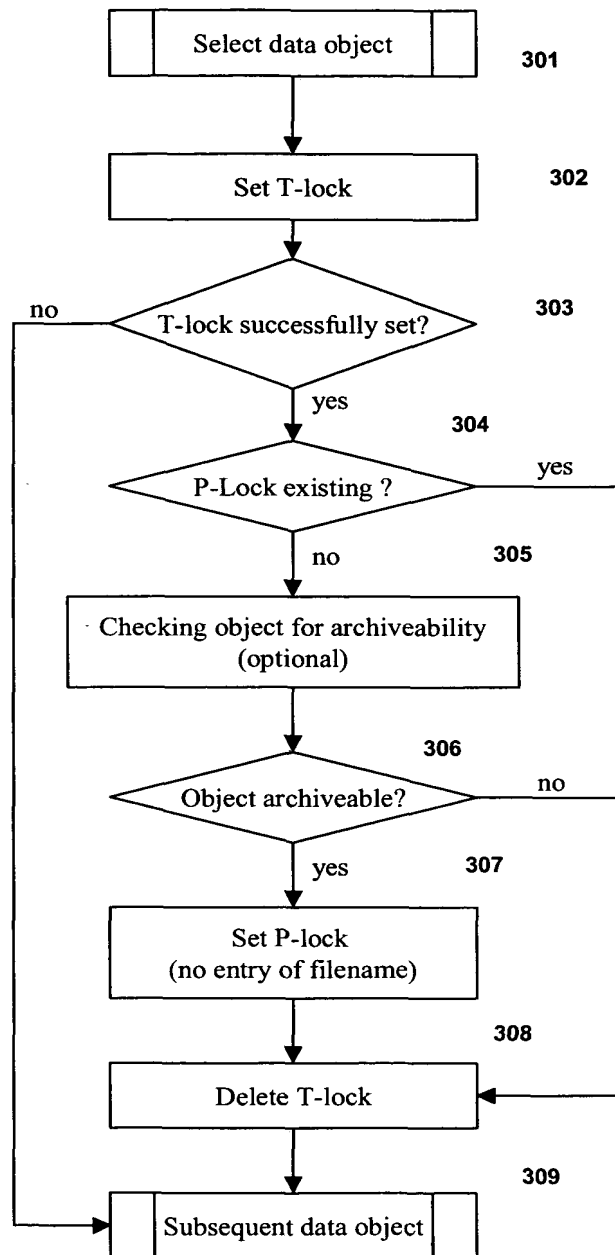 Select data object
301
Set T-lock
302
T-lock successfully set?
303
no
yes
304
P-Lock existing ?
yes
no
305
Checking object for archiveability
(optional)
306
Object archiveable?
no
yes
307
Set P-lock
(no entry of filename)
308
Delete T-lock
309
Subsequent data object